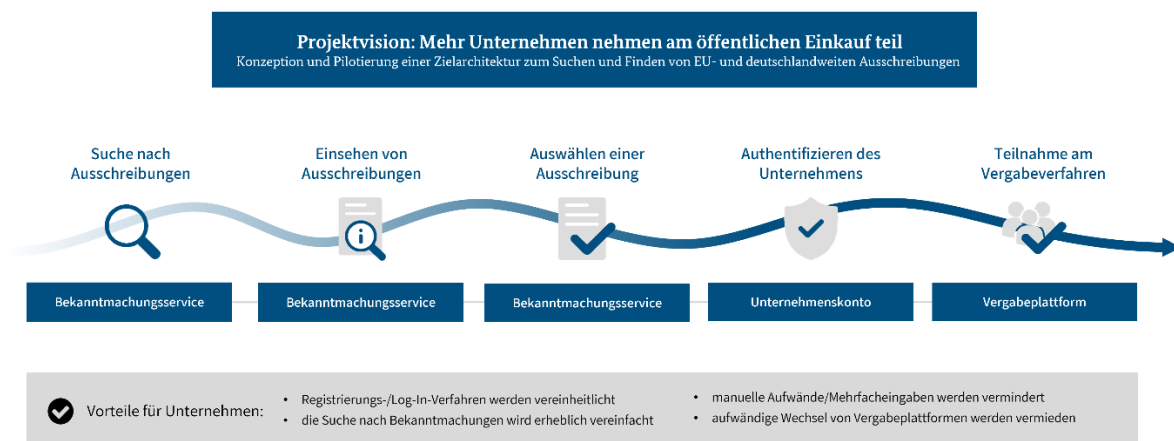 Projektvision: Mehr Unternehmen nehmen am öffentlichen Einkauf teil
Konzeption und Pilotierung einer Zielarchitektur zum Suchen und Finden von EU- und deutschlandweiten Ausschreibungen
Suche nach
Ausschreibungen
Einsehen von
Ausschreibungen
Auswählen einer
Ausschreibung
Authentifizieren des
Unternehmens
Teilnahme am
Vergabeverfahren
i
Bekanntmachungsservice
Bekanntmachungsservice
Bekanntmachungsservice
Unternehmenskonto
Vergabeplattform
Vorteile für Unternehmen:
• Registrierungs-/Log-In-Verfahren werden vereinheitlicht
• die Suche nach Bekanntmachungen wird erheblich vereinfacht
• manuelle Aufwände/Mehrfacheingaben werden vermindert
• aufwändige Wechsel von Vergabeplattformen werden vermieden